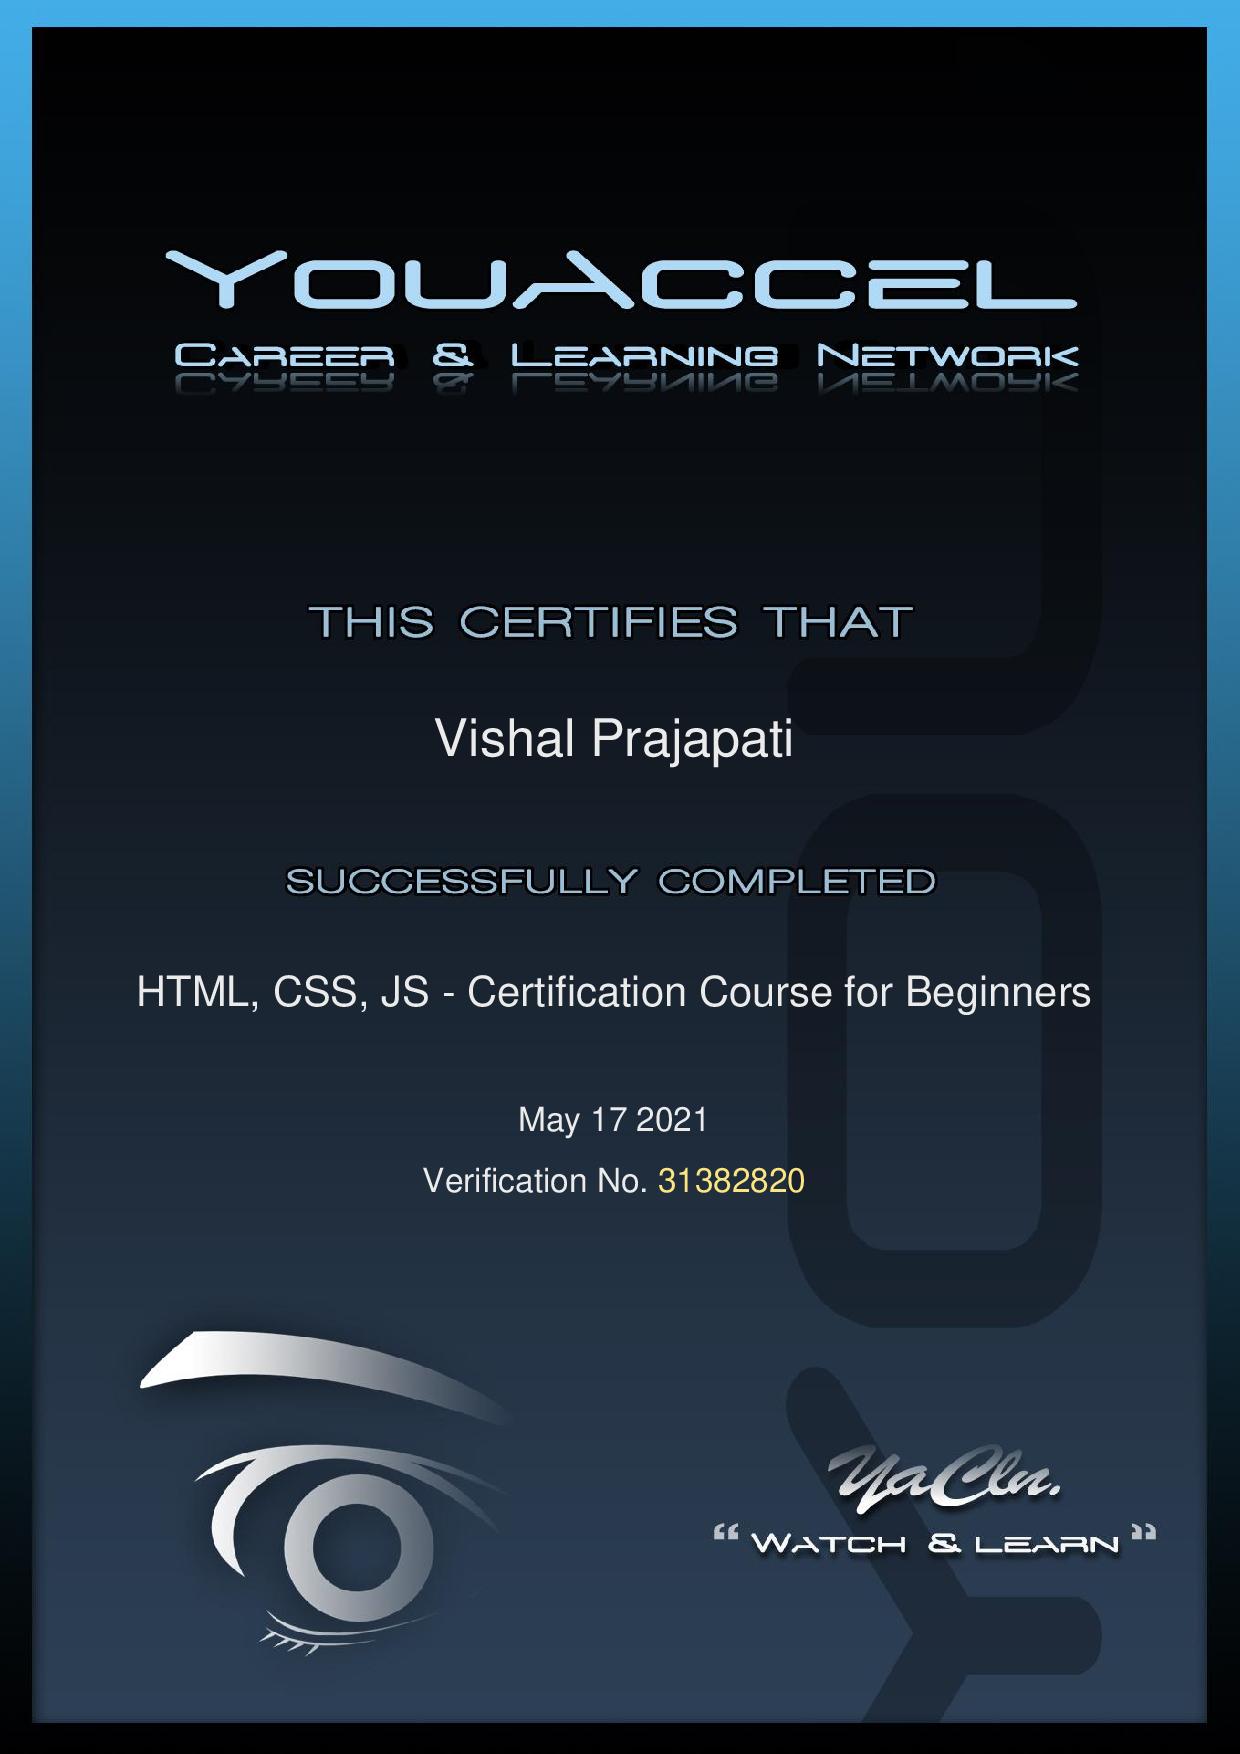 YouAccel
Career & Learning Network
THIS CERTIFIES THAT
Vishal Prajapati
SUCCESSFULLY COMPLETED
HTML, CSS, JS - Certification Course for Beginners
May 17 2021
Verification No. 31382820
YaCln.
“ Watch & Learn ”
YOU